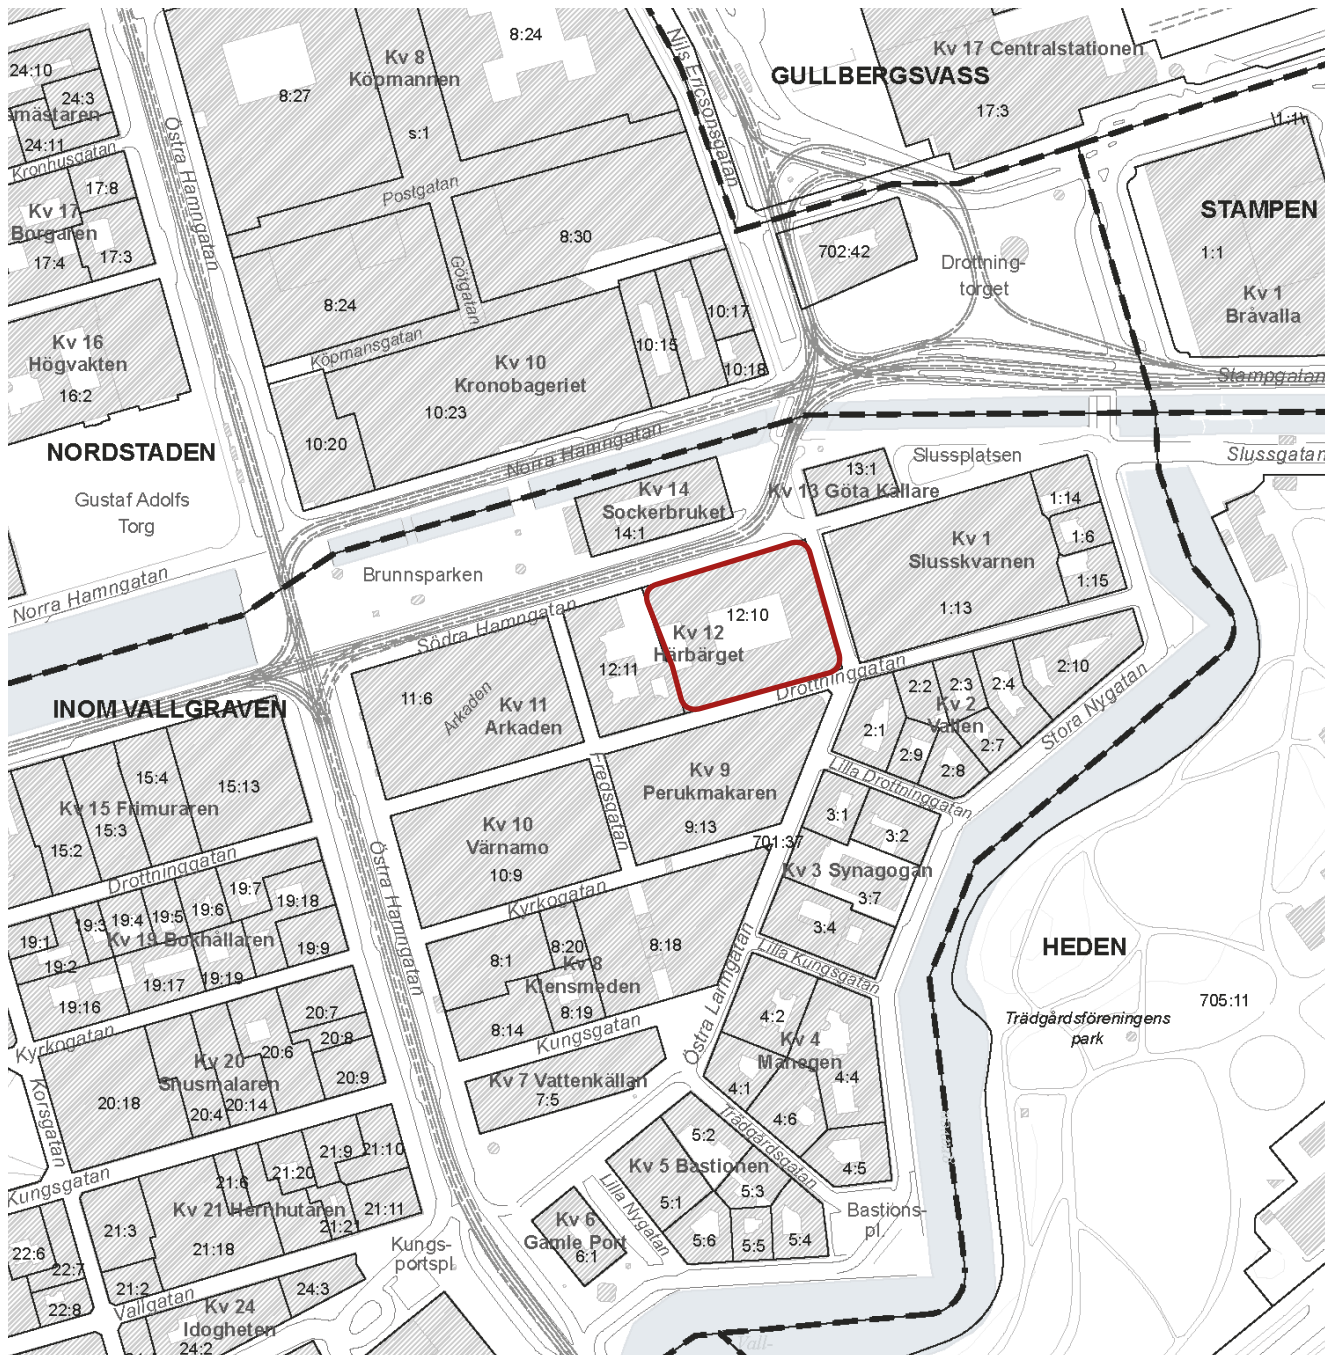 Kv 8
Köpmannen
8:24
8:27
s:1
24:10
24:3
smästaren
24:11
Kronhusgatan
17:8
Kv 17
Borgaren
17:4
17:3
Östra Hamngatan
Nils Ericsonsgatan
GULLBERGSVASS
Kv 17 Centralstationen
17:3
1:1
STAMPEN
1:1
Kv 1
Bråvalla
Postgatan
8:30
Götgatan
8:24
Köpmansgatan
702:42
Drottning-
torget
10:17
10:15
10:18
Kv 10
Kronobageriet
10:23
10:20
Kv 16
Högvakten
16:2
NORDSTADEN
Gustaf Adolfs
Torg
Norra Hamngatan
Stampgatan
Slussgatan
Slussplatsen
13:1
Kv 13 Göta Källare
Kv 14
Sockerbruket
14:1
Brunnsparken
Norra Hamngatan
Södra Hamngatan
1:14
1:6
1:15
Kv 1
Slusskvarnen
1:13
12:10
Kv 12
Härbärget
12:11
Drottninggatan
11:6
Arkaden
Kv 11
Arkaden
INOM VALLGRAVEN
2:10
2:4
2:3
2:2
Kv 2
Vallen
2:1
2:9
2:8
2:7
Stora Nygatan
Lilla Drottninggatan
Fredsgatan
Kv 9
Perukmakaren
9:13
15:4
15:13
Kv 15 Frimuraren
15:3
15:2
Drottninggatan
Kv 10
Värnamo
10:9
Östra Hamngatan
Kyrkogatan
701:37
3:1
3:2
Kv 3 Synagogan
3:7
3:4
Lilla Kungsgatan
19:7
19:18
19:6
19:5
19:4
19:3
19:1
Kv 19 Bokhållaren
19:9
19:2
19:19
19:17
19:16
Kyrkogatan
8:1
8:20
8:18
Kv 8
Klensmeden
8:19
8:14
Kungsgatan
Östra Larmgatan
HEDEN
705:11
Trädgårdsföreningens
park
20:7
20:8
20:6
20:9
Kv 20
Snusmalaren
20:18
20:4
20:14
Korsgatan
4:2
Kv 4
Manegen
4:4
4:1
4:6
4:5
Trädgårdsgatan
Kv 7 Vattenkällan
7:5
5:2
Kv 5 Bastionen
5:3
5:1
5:6
5:5
5:4
Lilla Nygatan
Bastions-
pl.
Kv 6
Gamle Port
6:1
21:9
21:10
21:20
21:6
Kv 21 Hernhutaren
21:11
21:21
21:3
21:18
21:2
Kungsgatan
Kungs-
portspl.
22:6
22:7
22:8
Vallgatan
24:3
Kv 24
Idogheten
24:2
Vall-